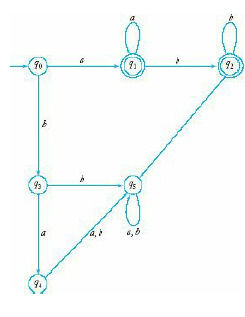 a b
q0 a q1 b q2
b
q3 b q5
a a, b a, b
q4